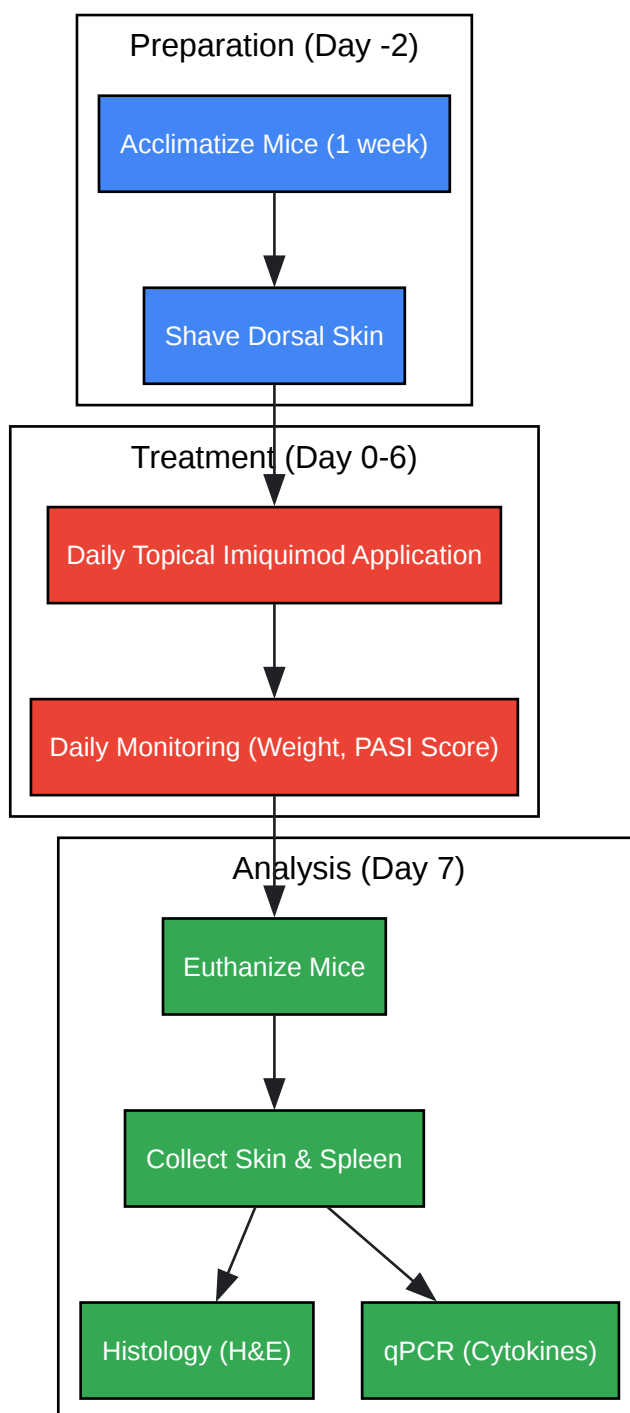 Preparation (Day -2)
Acclimatize Mice (1 week)
Shave Dorsal Skin
Treatment (Day 0-6)
Daily Topical Imiquimod Application
Daily Monitoring (Weight, PASI Score)
Analysis (Day 7)
Euthanize Mice
Collect Skin & Spleen
Histology (H&E)
qPCR (Cytokines)